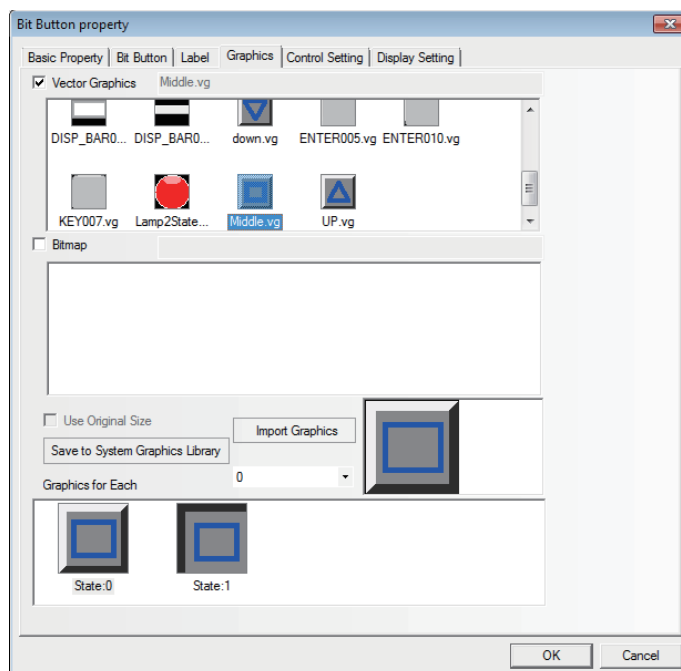 Bit Button property
Basic Property Bit Button Label Graphics Control Setting Display Setting
Vector Graphics Middle.vg
DISP_BAR0... DISP_BAR0... down.vg ENTER005.vg ENTER010.vg
KEY007.vg Lamp2State... Middle.vg UP.vg
Bitmap
Use Original Size
Import Graphics
Save to System Graphics Library
0
Graphics for Each
State:0 State:1
OK Cancel